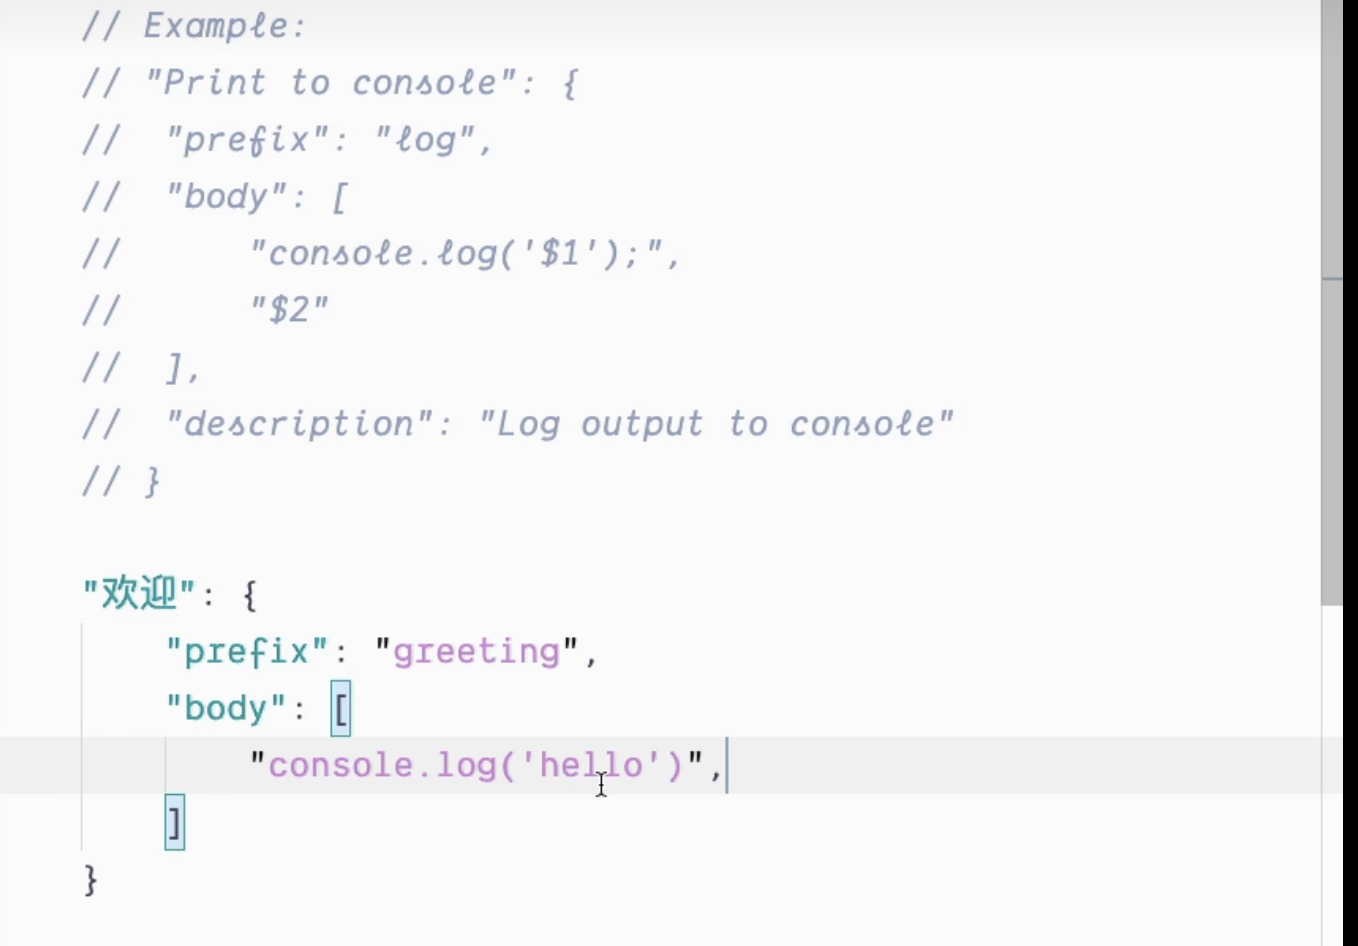 // Example:
// "Print to console": {
//  "prefix": "log",
//  "body": [
//      "console.log('$1');",
//      "$2"
//  ],
//  "description": "Log output to console"
// }
"欢迎": {
    "prefix": "greeting",
    "body": [
        "console.log('hello')",
    ]
}